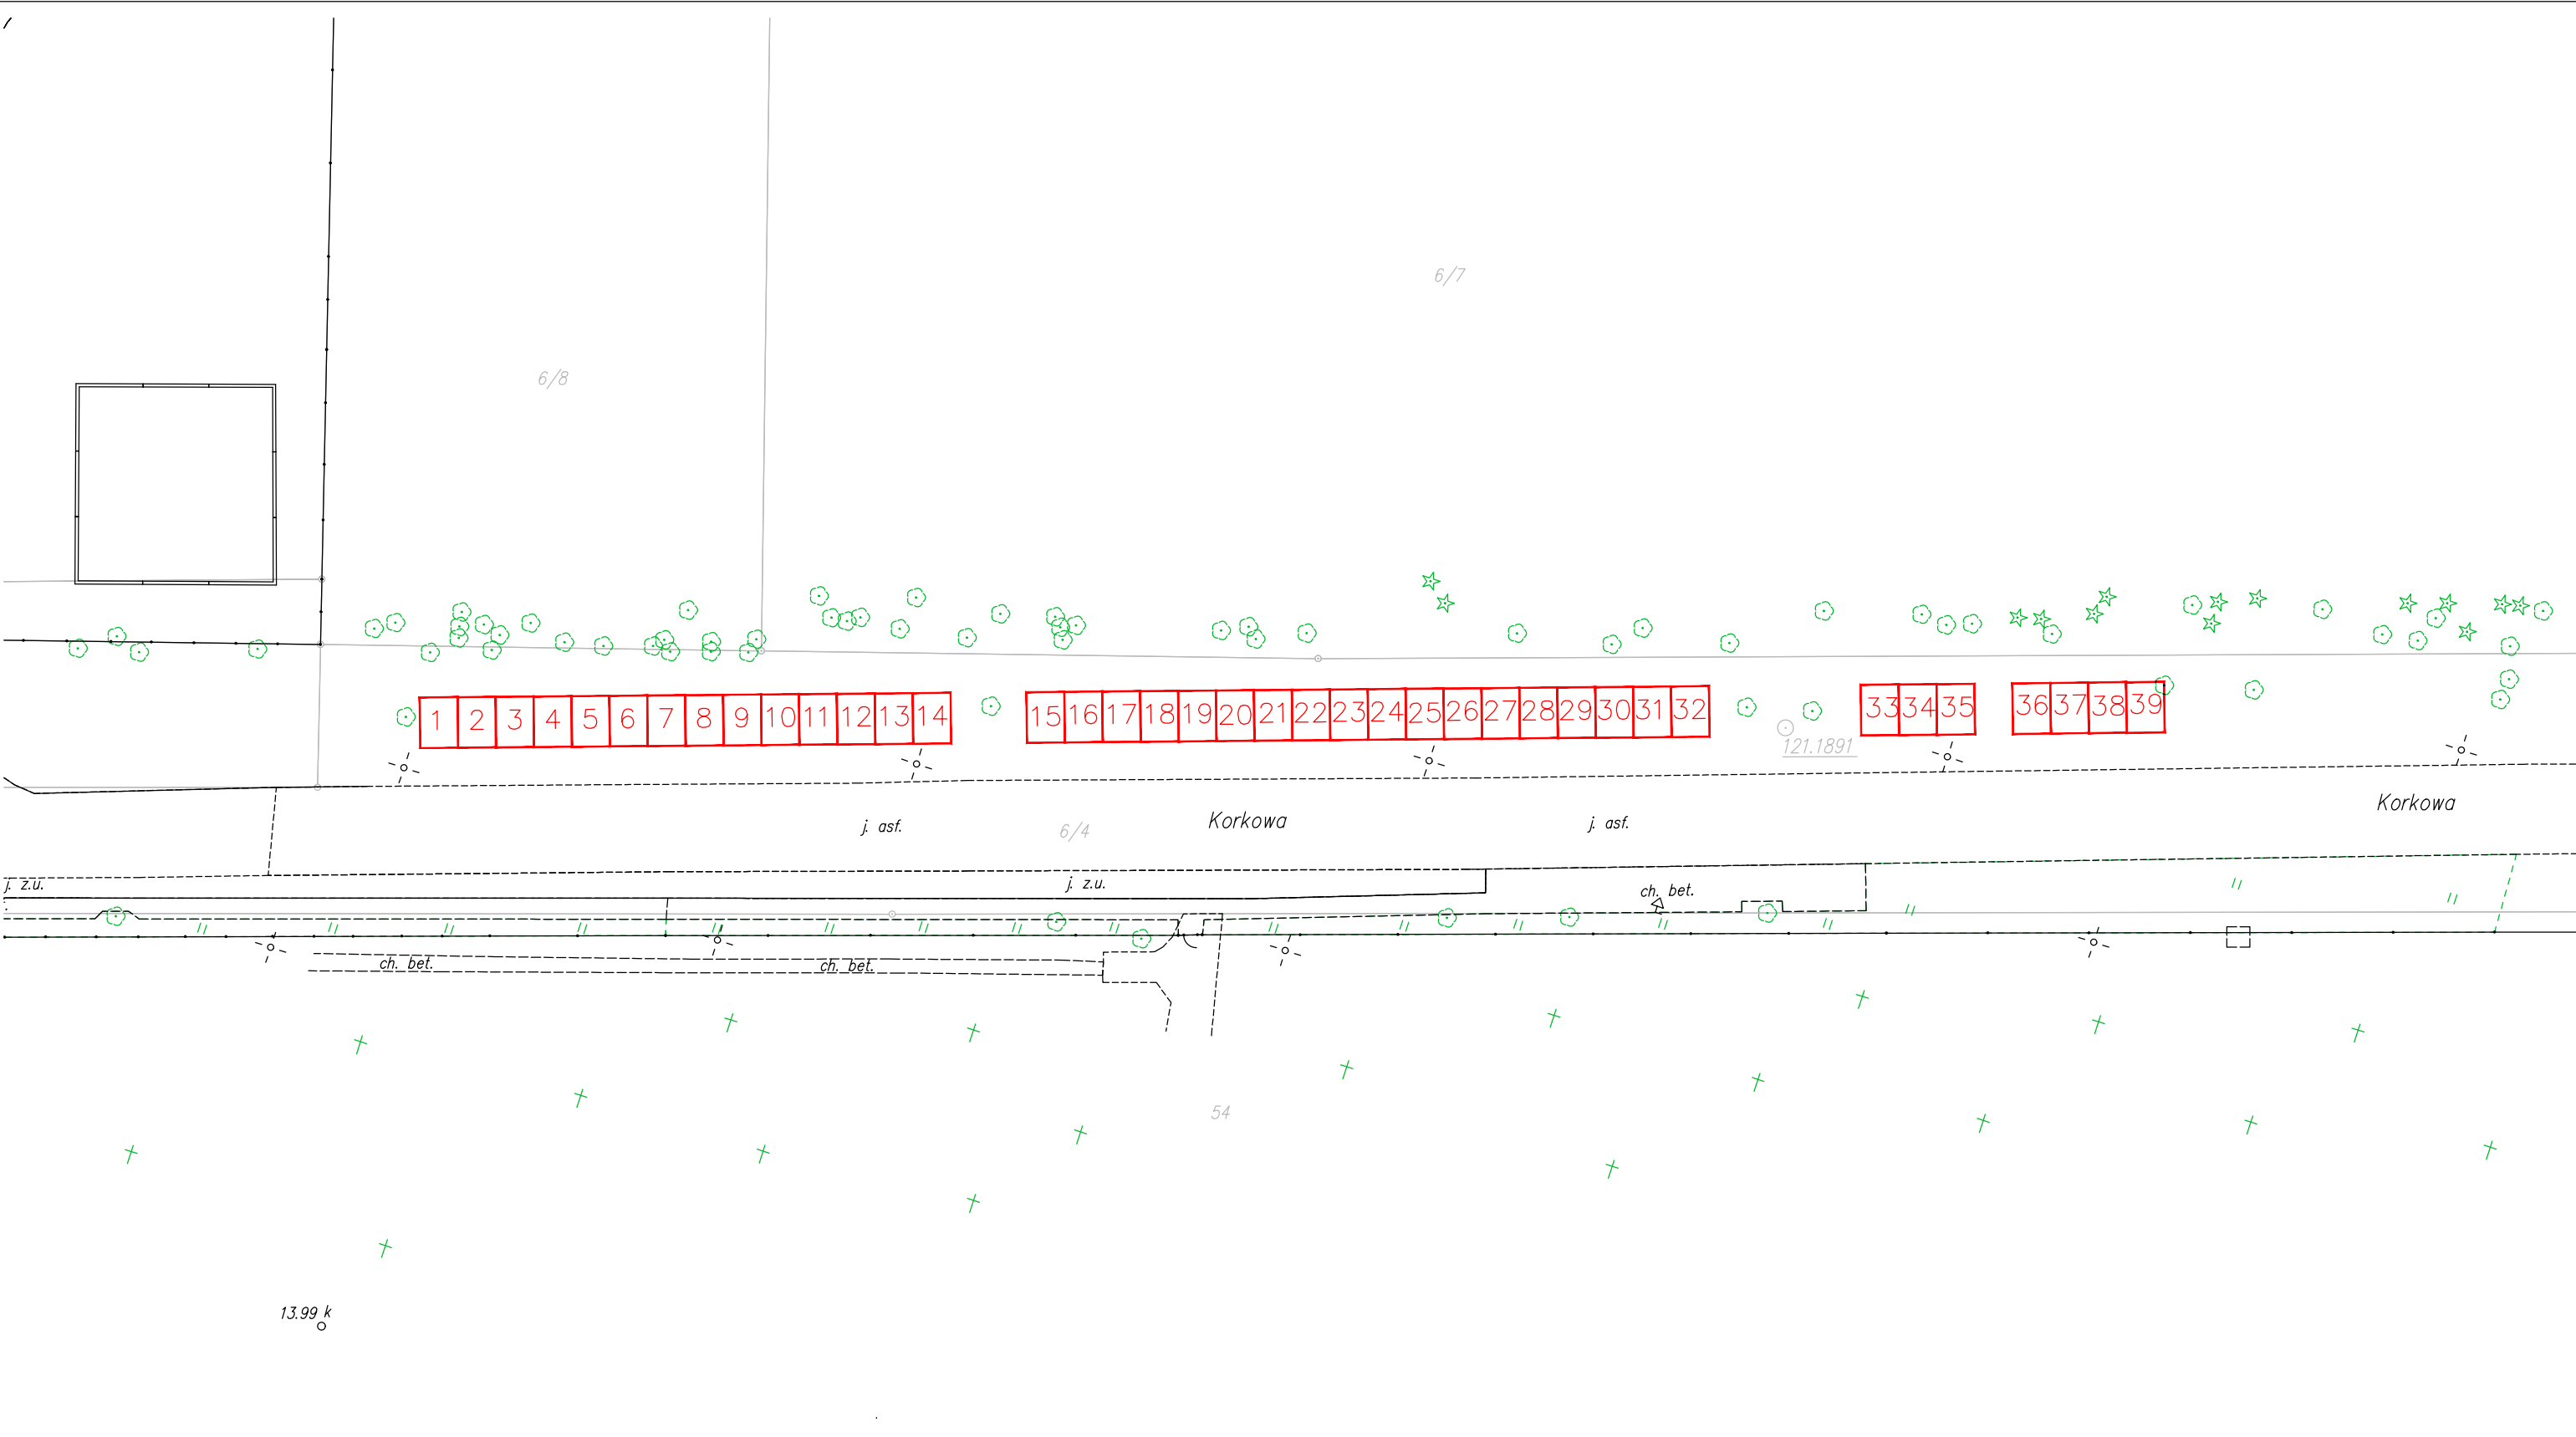 6/7
6/8
1 2 3 4 5 6 7 8 9 10 11 12 13 14 15 16 17 18 19 20 21 22 23 24 25 26 27 28 29 30 31 32 33 34 35 36 37 38 39
121.1891
Korkowa
j. asf. 6/4 Korkowa j. asf.
j. z.u. j. z.u. ch. bet.
ch. bet. ch. bet.
54
13.99 k